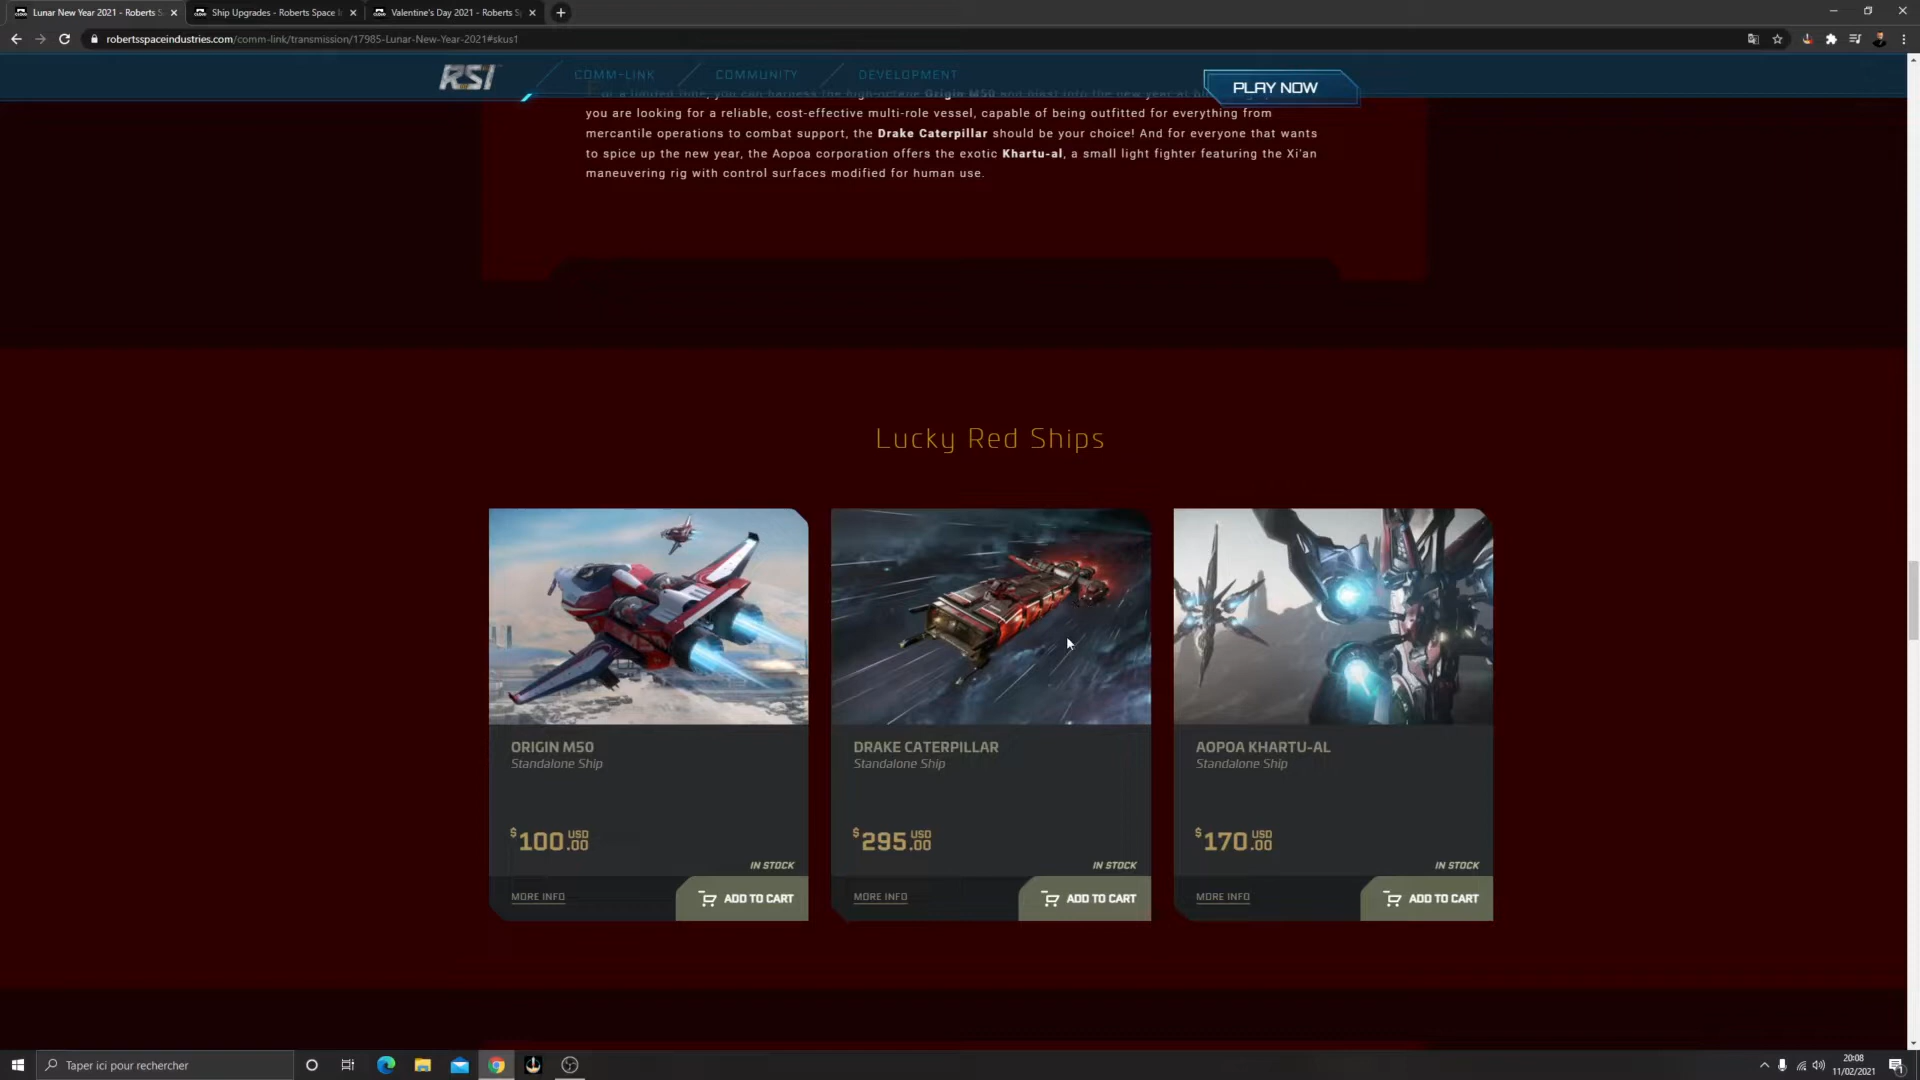 Lunar New Year 2021 - Roberts S
Ship Upgrades - Roberts Space I
Valentine's Day 2021 - Roberts S
robertsspaceindustries.com/comm-link/transmission/17985-Lunar-New-Year-2021#skus1
RSI
COMM-LINK
COMMUNITY
DEVELOPMENT
PLAY NOW
you are looking for a reliable, cost-effective multi-role vessel, capable of being outfitted for everything from
mercantile operations to combat support, the Drake Caterpillar should be your choice! And for everyone that wants
to spice up the new year, the Aopoa corporation offers the exotic Khartu-al, a small light fighter featuring the Xi'an
maneuvering rig with control surfaces modified for human use.
Lucky Red Ships
ORIGIN M50
Standalone Ship
$100.00 USD
IN STOCK
MORE INFO
ADD TO CART
DRAKE CATERPILLAR
Standalone Ship
$295.00 USD
IN STOCK
MORE INFO
ADD TO CART
AOPOA KHARTU-AL
Standalone Ship
$170.00 USD
IN STOCK
MORE INFO
ADD TO CART
Taper ici pour rechercher
20:08
11/02/2021